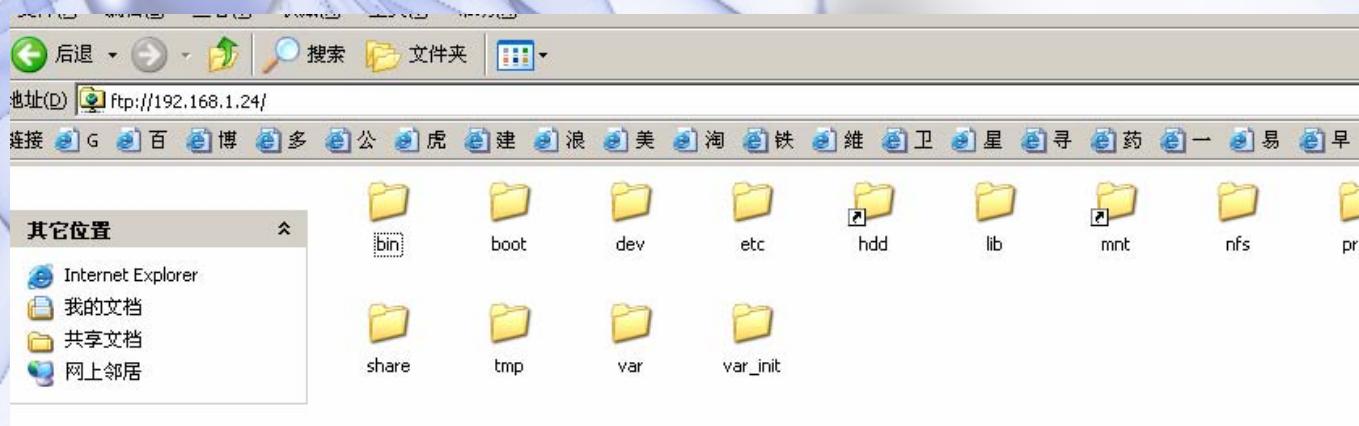 后退 搜索 文件夹
地址(D) ftp://192.168.1.24/
链接 G 百 博 多 公 虎 建 浪 美 淘 铁 維 卫 星 寻 药 一 易 早
其它位置
Internet Explorer
我的文档
共享文档
网上邻居
bin boot dev etc hdd lib mnt nfs pr
share tmp var var_init